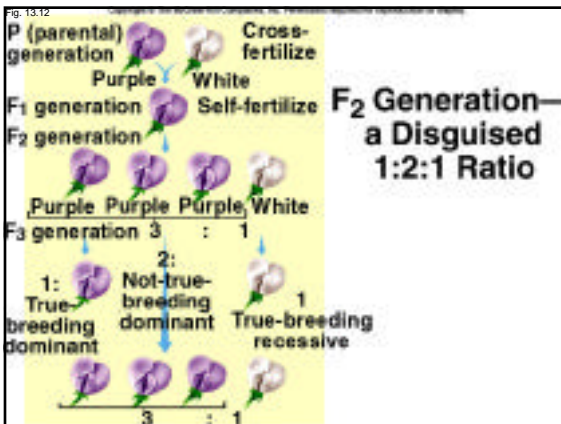 Fig. 13.12
P (parental)
generation
Cross-
fertilize
Purple White
F1 generation Self-fertilize
F2 generation
Purple Purple Purple White
F3 generation 3 : 1
1:
True-
breeding
dominant
2:
Not-true-
breeding
dominant
1
True-breeding
recessive
3 : 1
F2 Generation—
a Disguised
1:2:1 Ratio